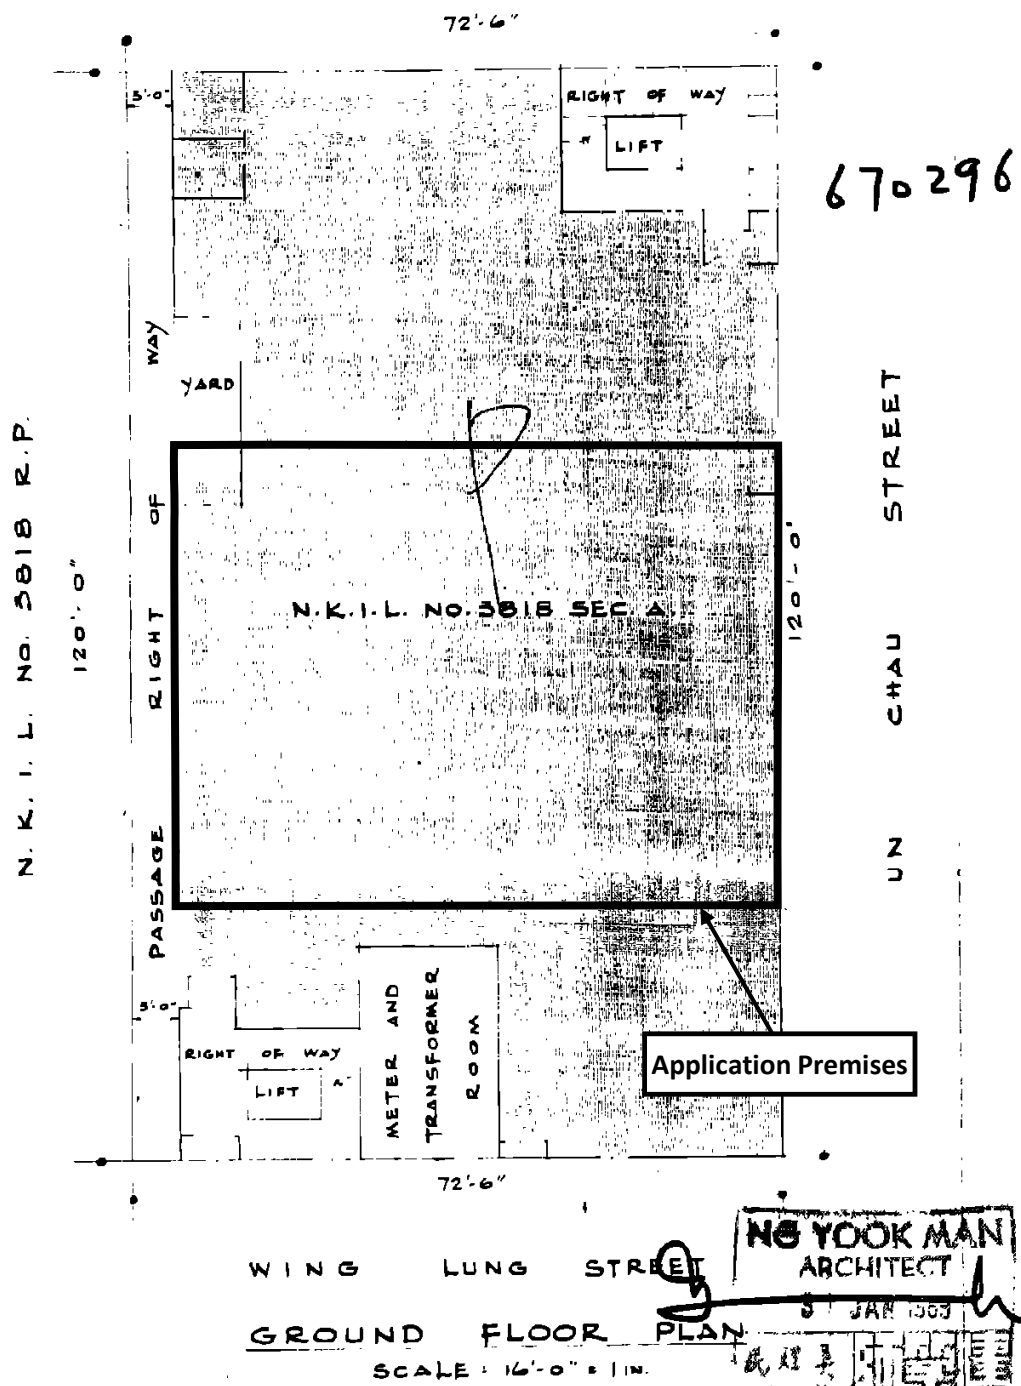 72'-6"
5'-0"
RIGHT OF WAY
LIFT
670296
YARD
N.K.I.L. NO. 3818 R.P.
120'-0"
PASSAGE RIGHT OF WAY
N.K.I.L. NO. 3818 SEC. A.
120'-0"
UN CHAU STREET
5'-0"
RIGHT OF WAY
LIFT
METER AND
TRANSFORMER
ROOM
Application Premises
72'-6"
WING LUNG STREET
GROUND FLOOR PLAN
SCALE: 16'-0" = 1 IN.
NG YOOK MAN
ARCHITECT
JAN